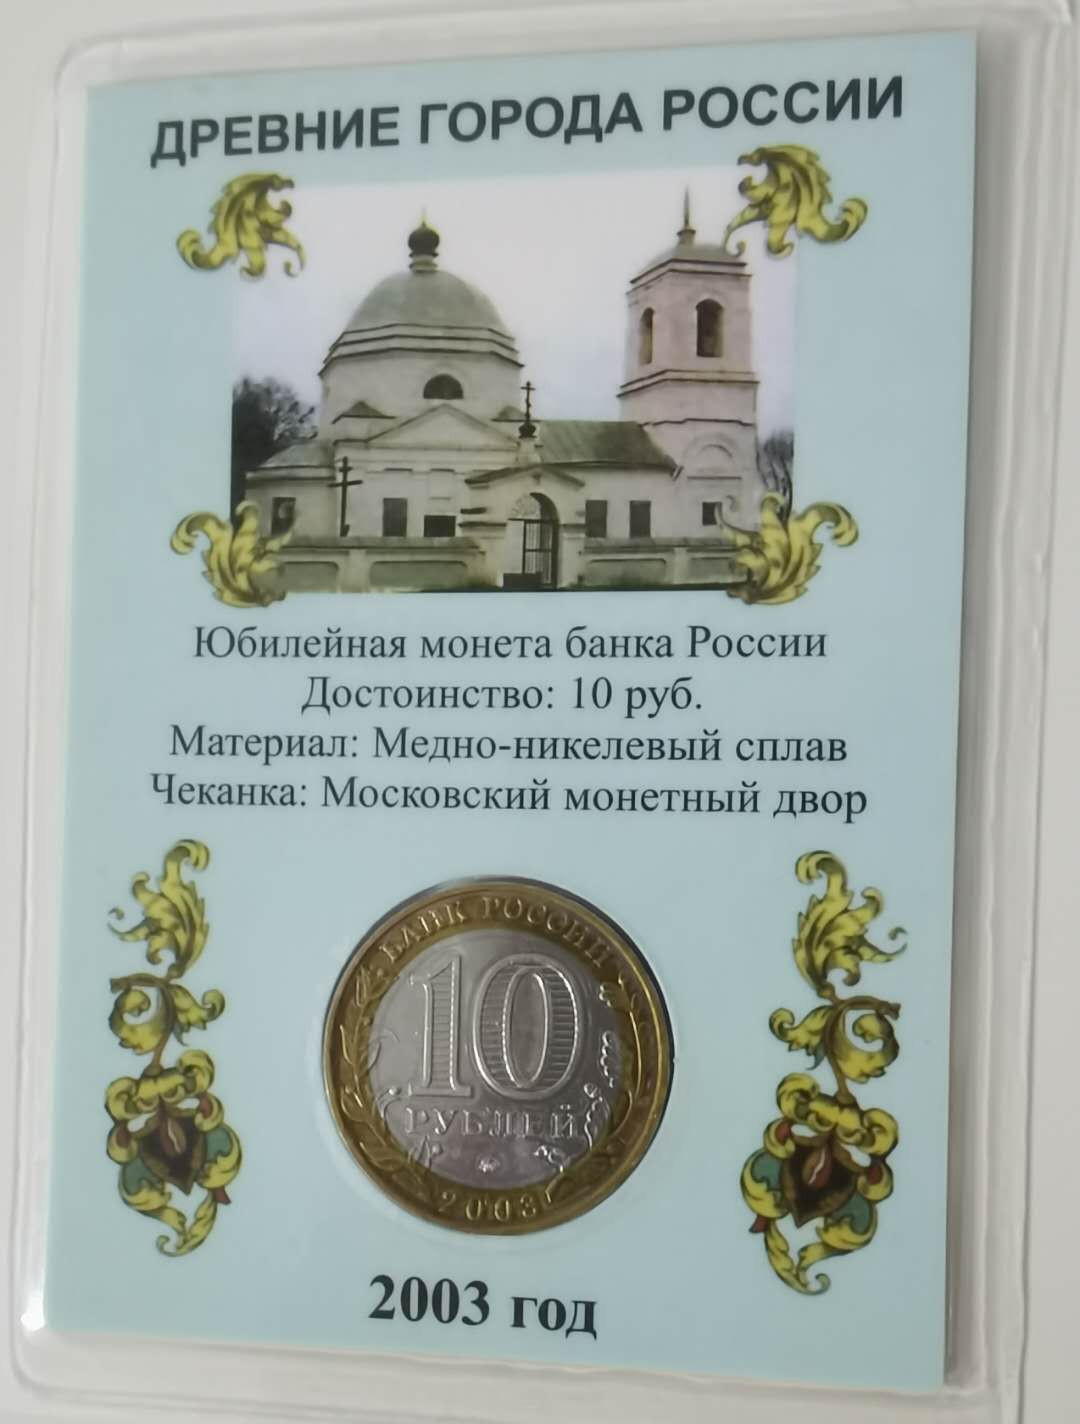 ДРЕВНИЕ ГОРОДА РОССИИ
Юбилейная монета банка России
Достоинство: 10 руб.
Материал: Медно-никелевый сплав
Чеканка: Московский монетный двор
БАНК РОССИИ
10
РУБЛЕЙ
2003
2003 год